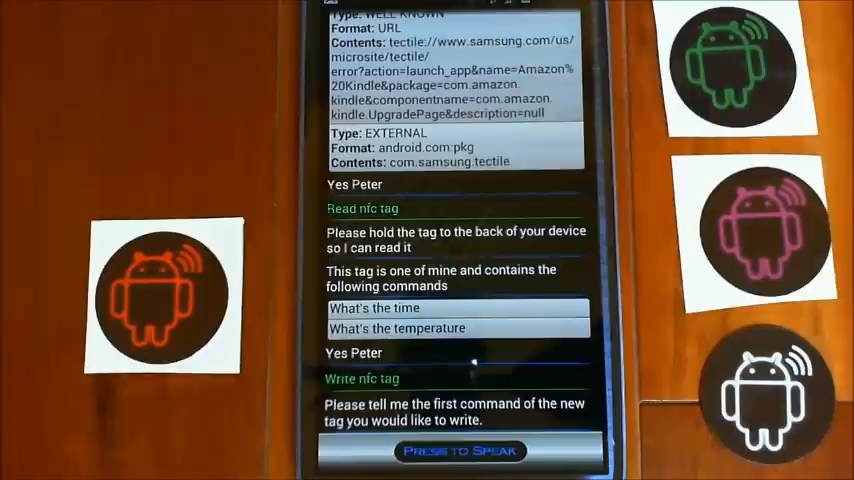 Type: WELL KNOWN
Format: URL
Contents: tectile://www.samsung.com/us/
microsite/tectile/
error?action=launch_app&name=Amazon%
20Kindle&package=com.amazon.
kindle&componentname=com.amazon.
kindle.UpgradePage&description=null
Type: EXTERNAL
Format: android.com:pkg
Contents: com.samsung.tectile
Yes Peter
Read nfc tag
Please hold the tag to the back of your device
so I can read it
This tag is one of mine and contains the
following commands
What's the time
What's the temperature
Yes Peter
Write nfc tag
Please tell me the first command of the new
tag you would like to write.
PRESS TO SPEAK